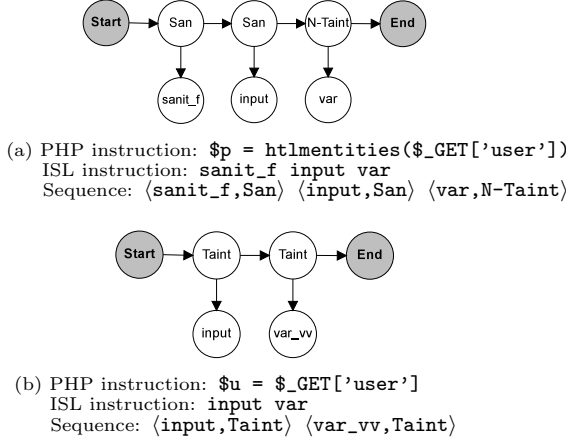 Start San San N-Taint End
sanit_f input var
(a) PHP instruction: $p = htlmentities($_GET['user'])
ISL instruction: sanit_f input var
Sequence: ⟨sanit_f,San⟩ ⟨input,San⟩ ⟨var,N-Taint⟩
Start Taint Taint End
input var_vv
(b) PHP instruction: $u = $_GET['user']
ISL instruction: input var
Sequence: ⟨input,Taint⟩ ⟨var_vv,Taint⟩